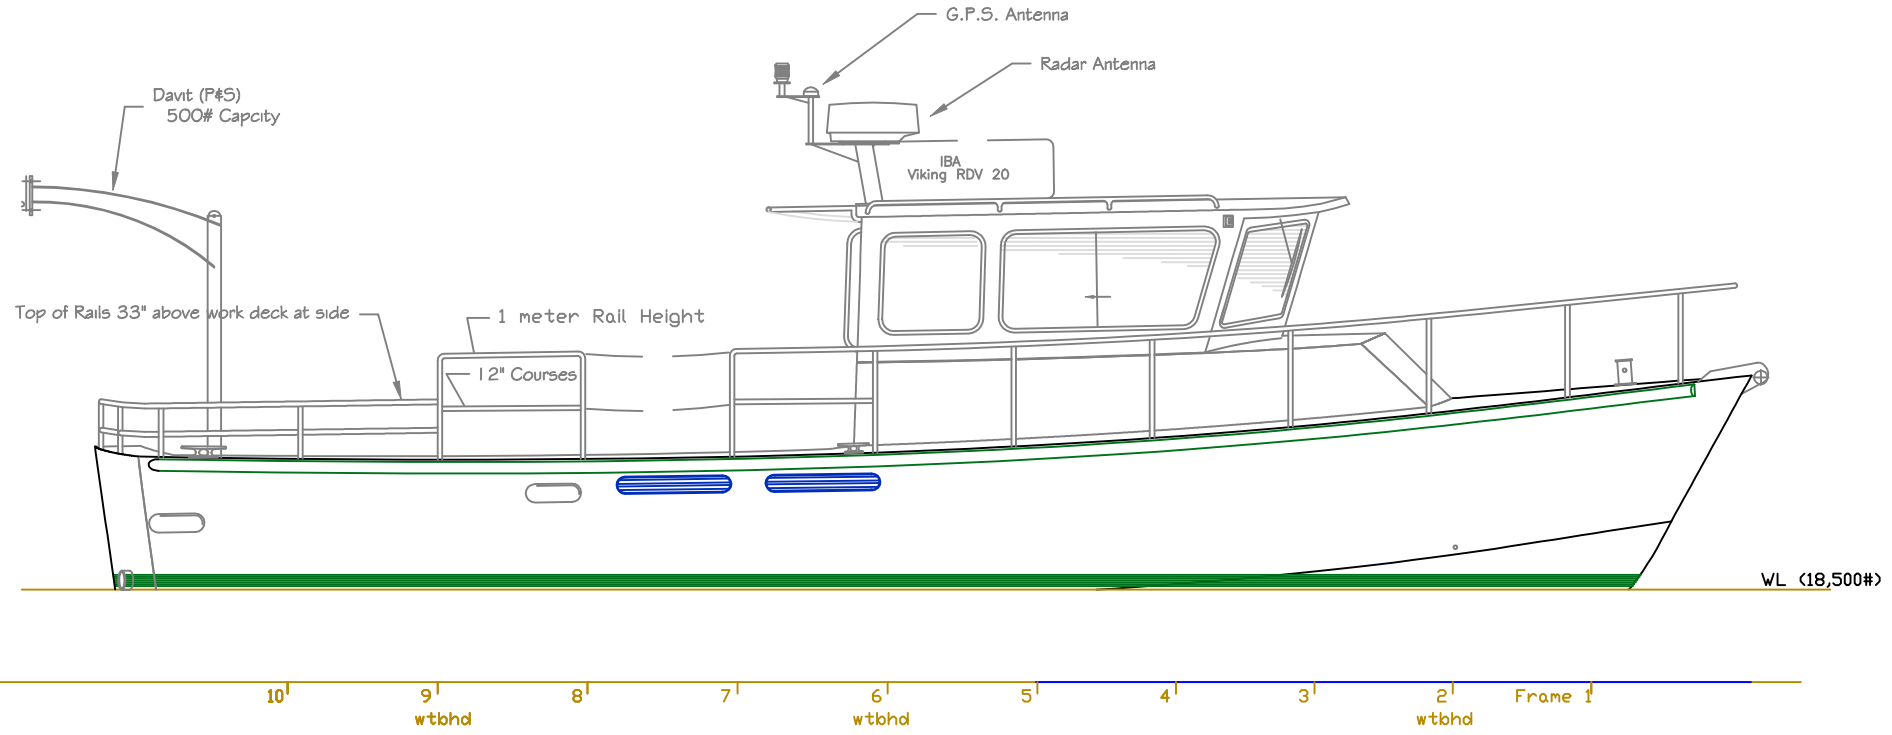 G.P.S. Antenna
Radar Antenna
Davit (P&S)
500# Capcity
IBA
Viking RDV 20
Top of Rails 33" above work deck at side
1 meter Rail Height
12" Courses
WL (18,500#)
10 9 8 7 6 5 4 3 2 Frame 1
wtbhd wtbhd wtbhd